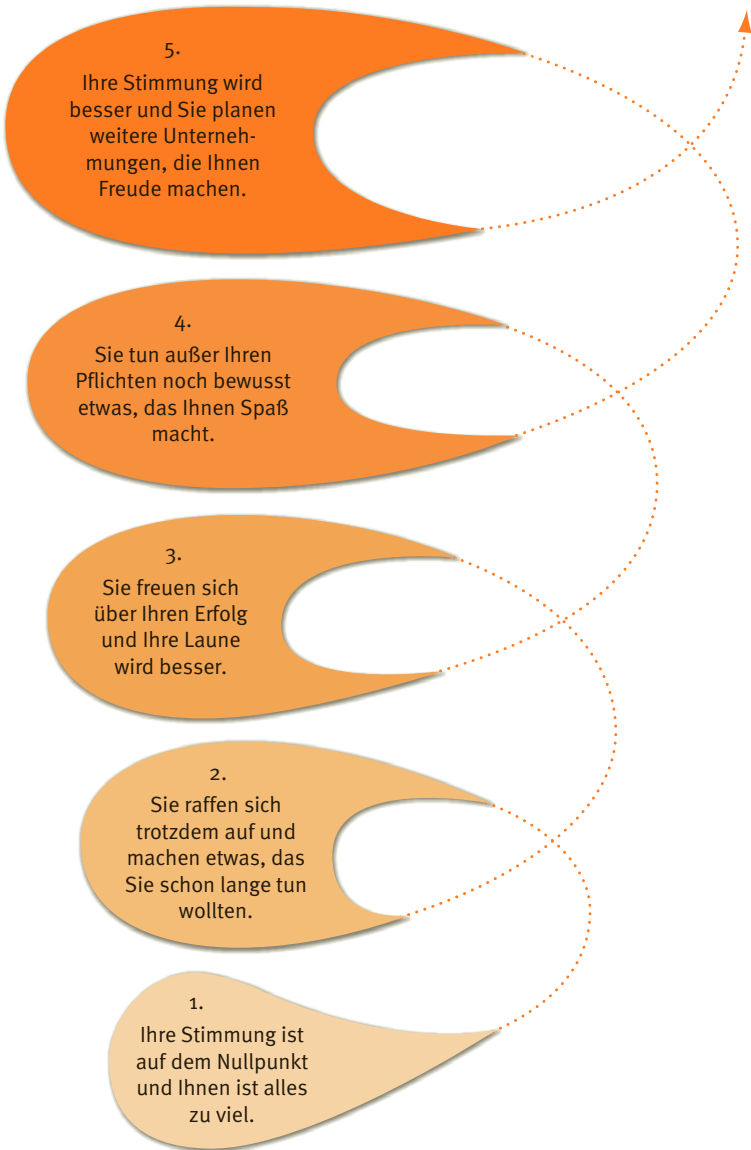 5.
Ihre Stimmung wird
besser und Sie planen
weitere Unterneh-
mungen, die Ihnen
Freude machen.
4.
Sie tun außer Ihren
Pflichten noch bewusst
etwas, das Ihnen Spaß
macht.
3.
Sie freuen sich
über Ihren Erfolg
und Ihre Laune
wird besser.
2.
Sie raffen sich
trotzdem auf und
machen etwas, das
Sie schon lange tun
wollten.
1.
Ihre Stimmung ist
auf dem Nullpunkt
und Ihnen ist alles
zu viel.